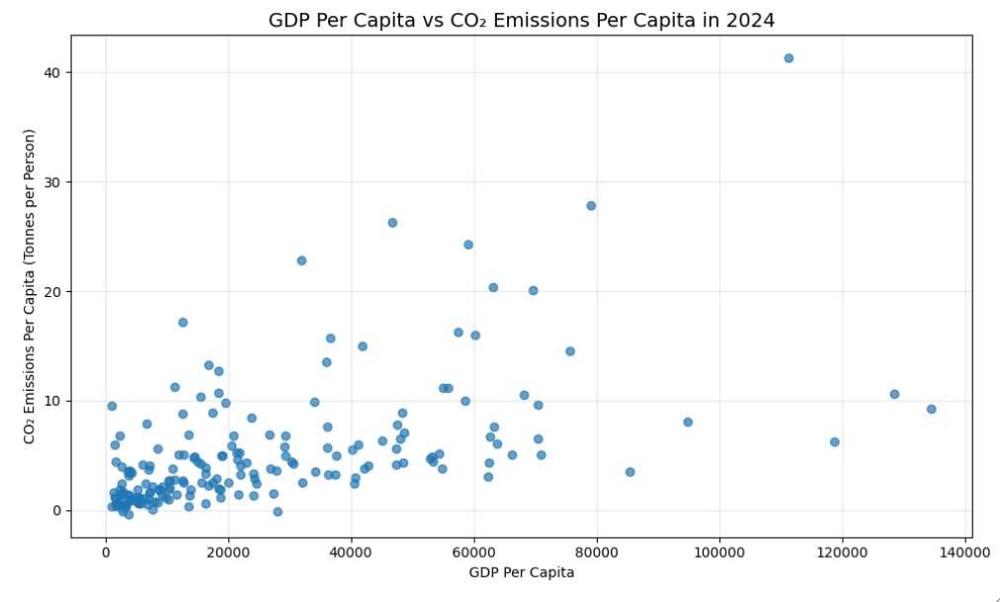 GDP Per Capita vs CO₂ Emissions Per Capita in 2024
CO₂ Emissions Per Capita (Tonnes per Person)
40
30
20
10
0
0 20000 40000 60000 80000 100000 120000 140000
GDP Per Capita